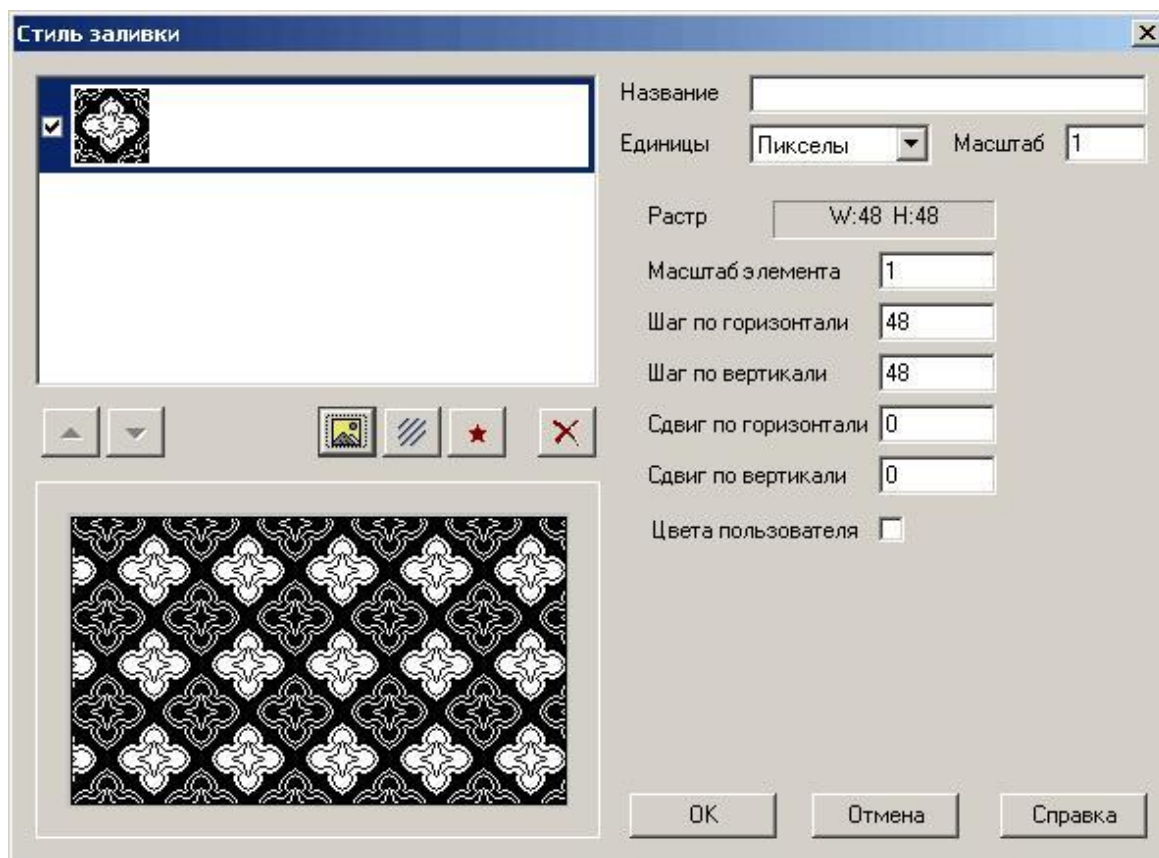 Стиль заливки
Название
Единицы Пикселы Масштаб 1
Растр W:48 H:48
Масштаб элемента 1
Шаг по горизонтали 48
Шаг по вертикали 48
Сдвиг по горизонтали 0
Сдвиг по вертикали 0
Цвета пользователя
OK Отмена Справка